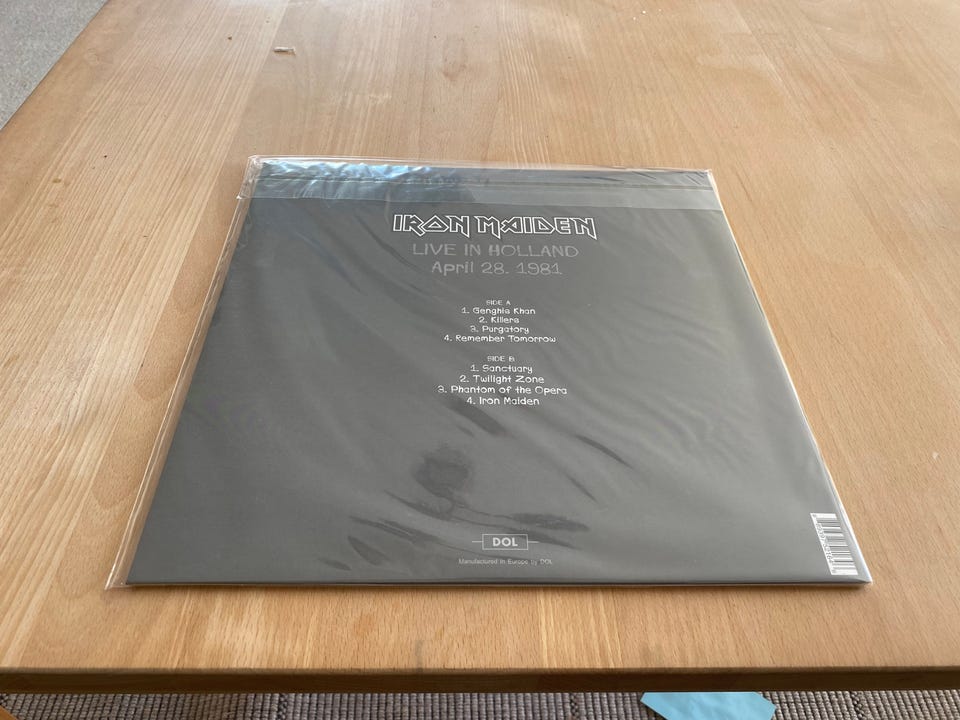 IRON MAIDEN
LIVE IN HOLLAND
April 28. 1981
SIDE A
1. Genghis Khan
2. Killers
3. Purgatory
4. Remember Tomorrow
SIDE B
1. Sanctuary
2. Twilight Zone
3. Phantom of the Opera
4. Iron Maiden
DOL
Manufactured in Europe by DOL